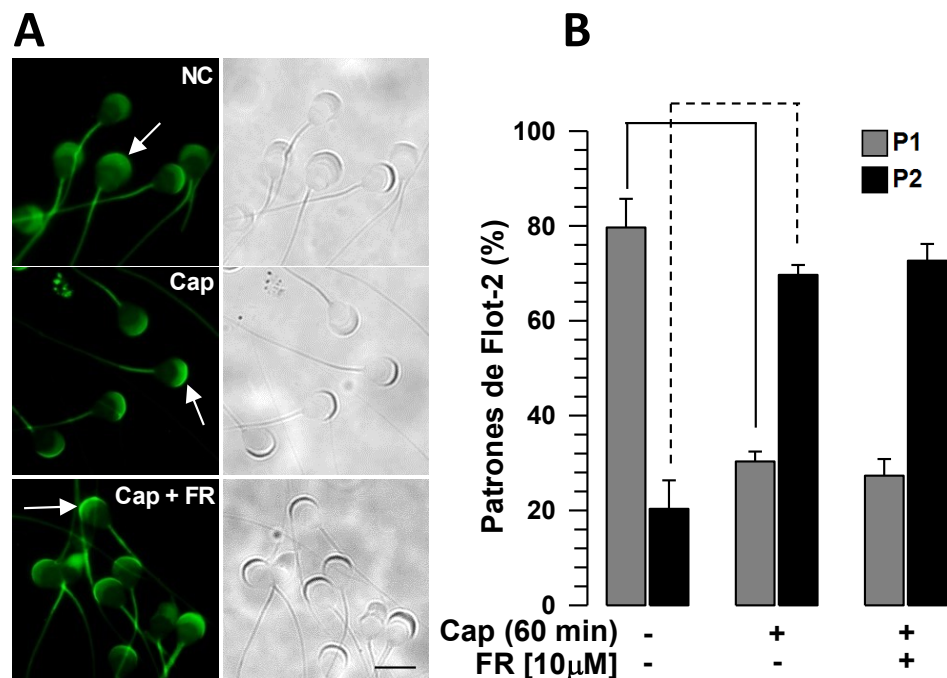 A
B
NC
Cap
Cap + FR
P1
P2
Patrones de Flot-2 (%)
100
80
60
40
20
0
Cap (60 min) - + +
FR [10µM] - - +